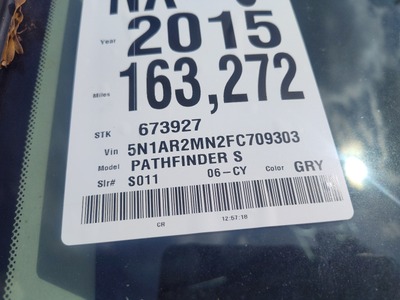 Year 2015
Miles 163,272
STK 673927
Vin 5N1AR2MN2FC709303
Model PATHFINDER S
Slr# S011 06-CY Color GRY
CR 12:57:10